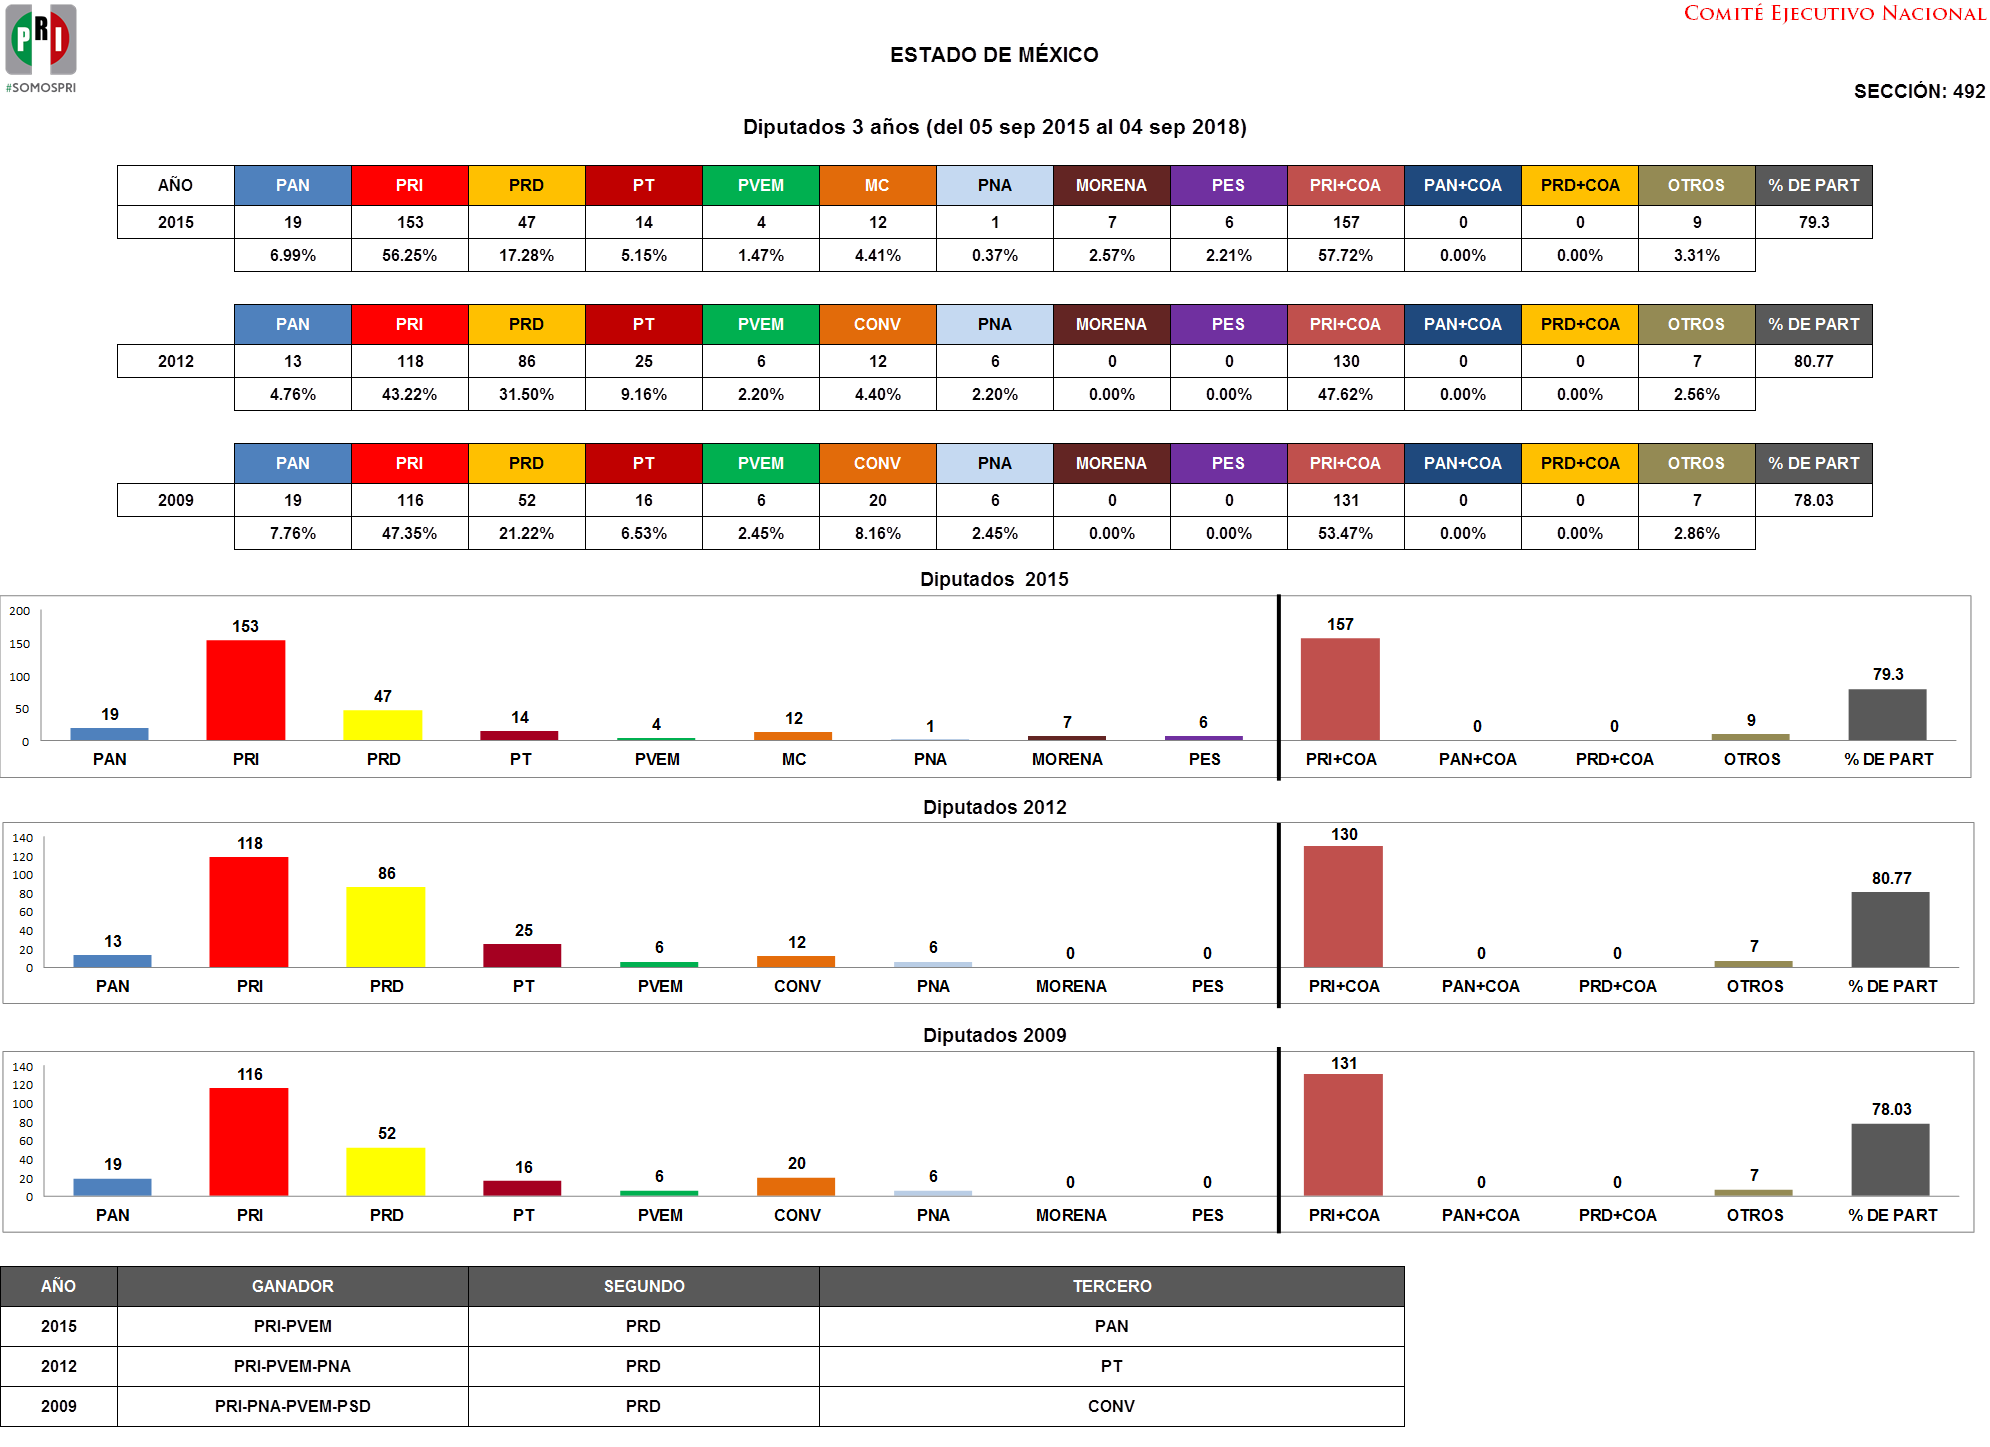 PRI
#SOMOSPRI
COMITÉ EJECUTIVO NACIONAL
ESTADO DE MÉXICO
SECCIÓN: 492
Diputados 3 años (del 05 sep 2015 al 04 sep 2018)
AÑO PAN PRI PRD PT PVEM MC PNA MORENA PES PRI+COA PAN+COA PRD+COA OTROS % DE PART
2015 19 153 47 14 4 12 1 7 6 157 0 0 9 79.3
6.99% 56.25% 17.28% 5.15% 1.47% 4.41% 0.37% 2.57% 2.21% 57.72% 0.00% 0.00% 3.31%
PAN PRI PRD PT PVEM CONV PNA MORENA PES PRI+COA PAN+COA PRD+COA OTROS % DE PART
2012 13 118 86 25 6 12 6 0 0 130 0 0 7 80.77
4.76% 43.22% 31.50% 9.16% 2.20% 4.40% 2.20% 0.00% 0.00% 47.62% 0.00% 0.00% 2.56%
PAN PRI PRD PT PVEM CONV PNA MORENA PES PRI+COA PAN+COA PRD+COA OTROS % DE PART
2009 19 116 52 16 6 20 6 0 0 131 0 0 7 78.03
7.76% 47.35% 21.22% 6.53% 2.45% 8.16% 2.45% 0.00% 0.00% 53.47% 0.00% 0.00% 2.86%
Diputados 2015
200
150
100
50
0
19 153 47 14 4 12 1 7 6 157 0 0 9 79.3
PAN PRI PRD PT PVEM MC PNA MORENA PES PRI+COA PAN+COA PRD+COA OTROS % DE PART
Diputados 2012
140
120
100
80
60
40
20
0
13 118 86 25 6 12 6 0 0 130 0 0 7 80.77
PAN PRI PRD PT PVEM CONV PNA MORENA PES PRI+COA PAN+COA PRD+COA OTROS % DE PART
Diputados 2009
140
120
100
80
60
40
20
0
19 116 52 16 6 20 6 0 0 131 0 0 7 78.03
PAN PRI PRD PT PVEM CONV PNA MORENA PES PRI+COA PAN+COA PRD+COA OTROS % DE PART
AÑO GANADOR SEGUNDO TERCERO
2015 PRI-PVEM PRD PAN
2012 PRI-PVEM-PNA PRD PT
2009 PRI-PNA-PVEM-PSD PRD CONV